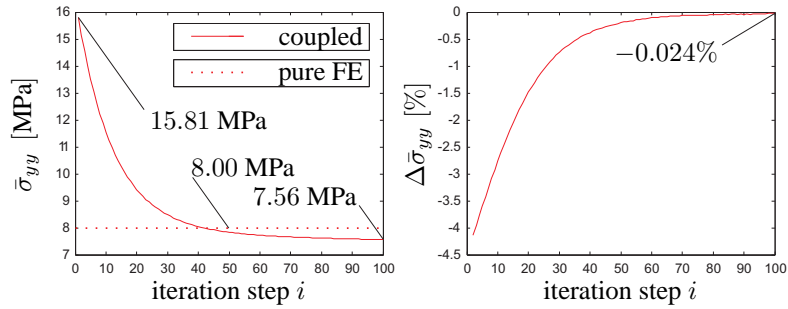 16
15
14
13
12
11
10
9
8
7
0 10 20 30 40 50 60 70 80 90 100
σ̄yy [MPa]
iteration step i
coupled
pure FE
15.81 MPa
8.00 MPa
7.56 MPa
0
-0.5
-1
-1.5
-2
-2.5
-3
-3.5
-4
-4.5
0 10 20 30 40 50 60 70 80 90 100
Δσ̄yy [%]
iteration step i
−0.024%